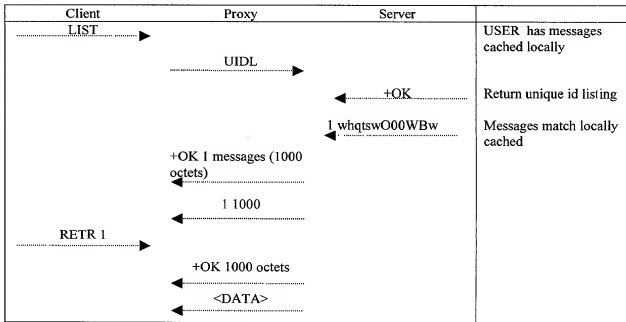 Client Proxy Server
LIST
USER has messages
cached locally
UIDL
+OK
Return unique id listing
1 whqtswO00WBw
Messages match locally
cached
+OK 1 messages (1000
octets)
1 1000
RETR 1
+OK 1000 octets
<DATA>